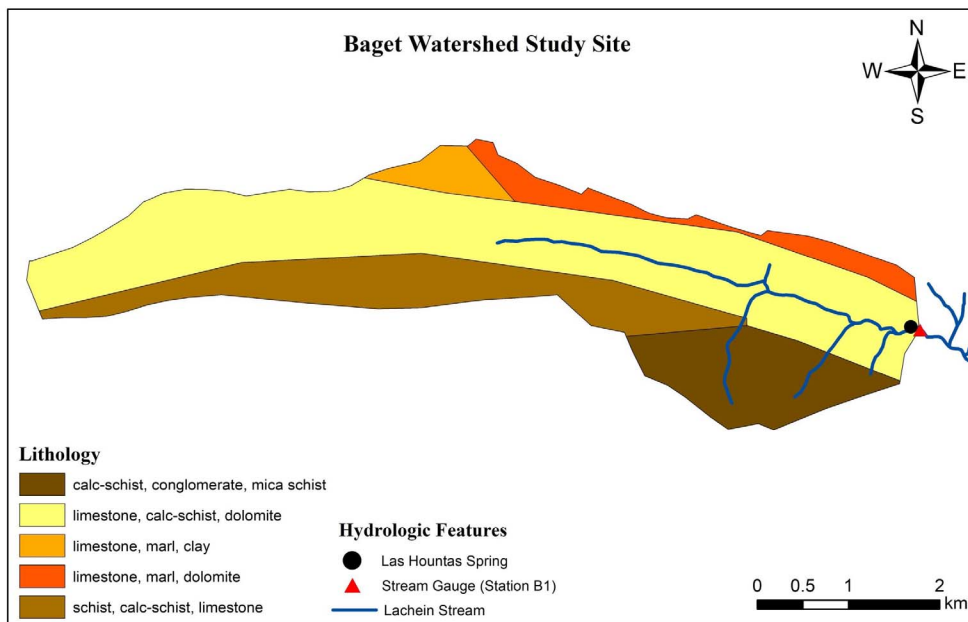 Baget Watershed Study Site
N
W E
S
Lithology
calc-schist, conglomerate, mica schist
limestone, calc-schist, dolomite
limestone, marl, clay
limestone, marl, dolomite
schist, calc-schist, limestone
Hydrologic Features
Las Hountas Spring
Stream Gauge (Station B1)
Lachein Stream
0 0.5 1 2
km